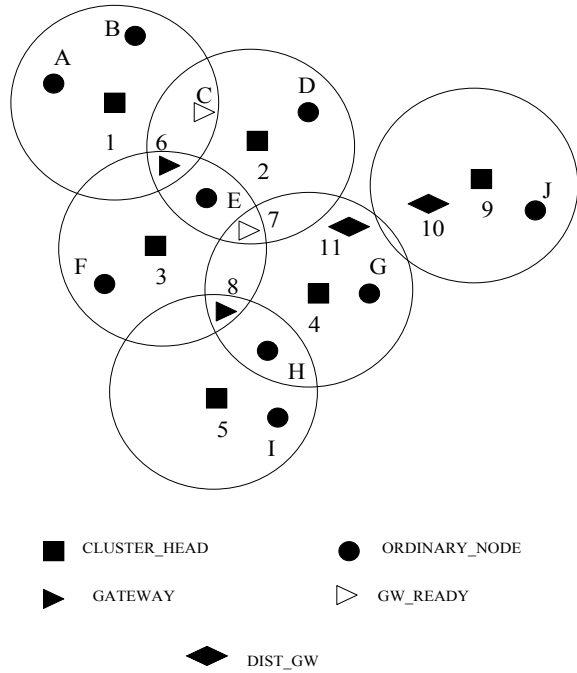 B
A
C
D
1
6
2
E
J
9
7
10
11
F
3
8
G
4
H
5
I
CLUSTER_HEAD
ORDINARY_NODE
GATEWAY
GW_READY
DIST_GW